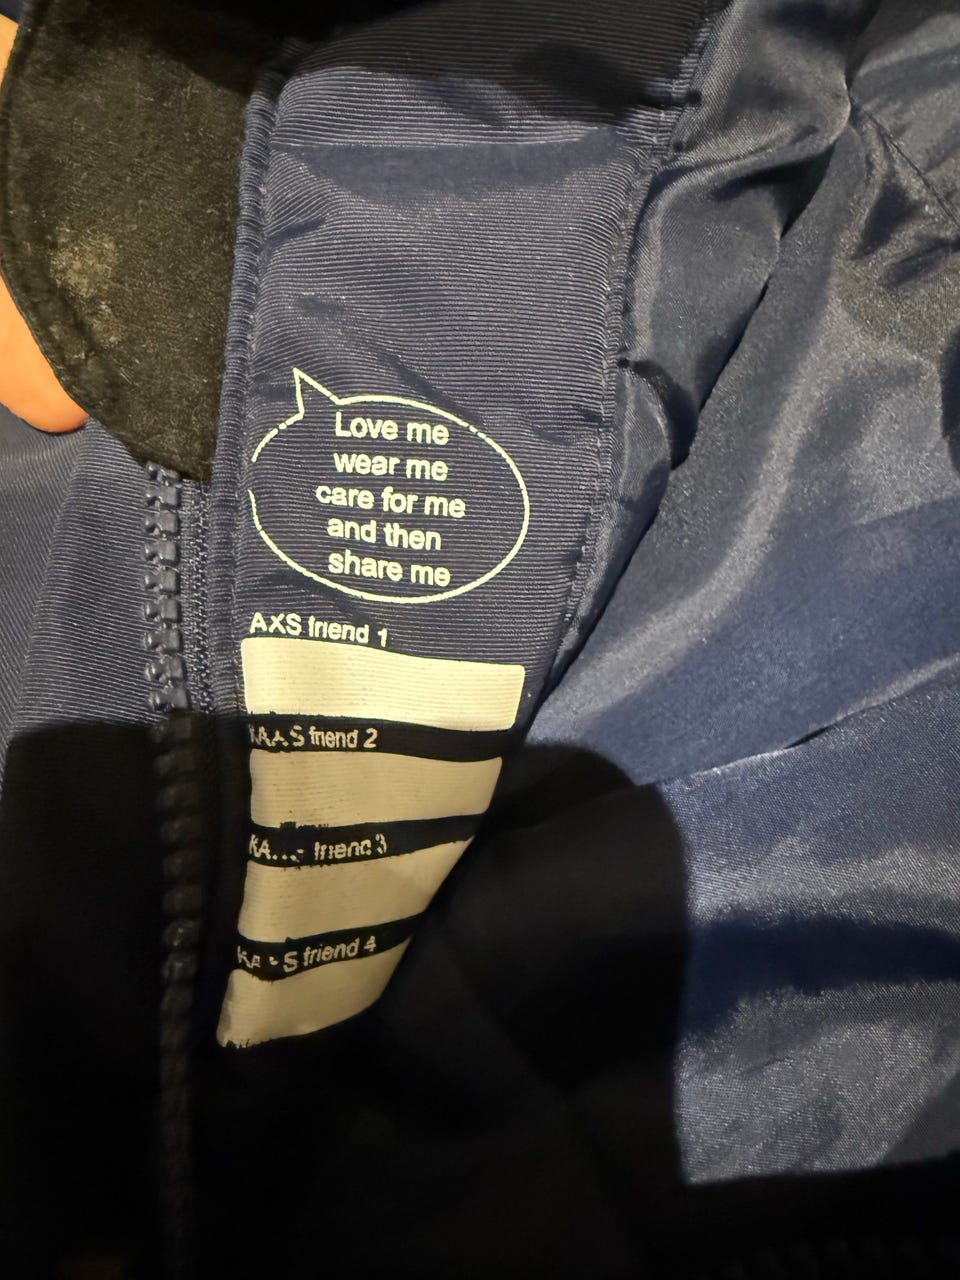 Love me
wear me
care for me
and then
share me
AXS friend 1
friend 2
friend 3
friend 4